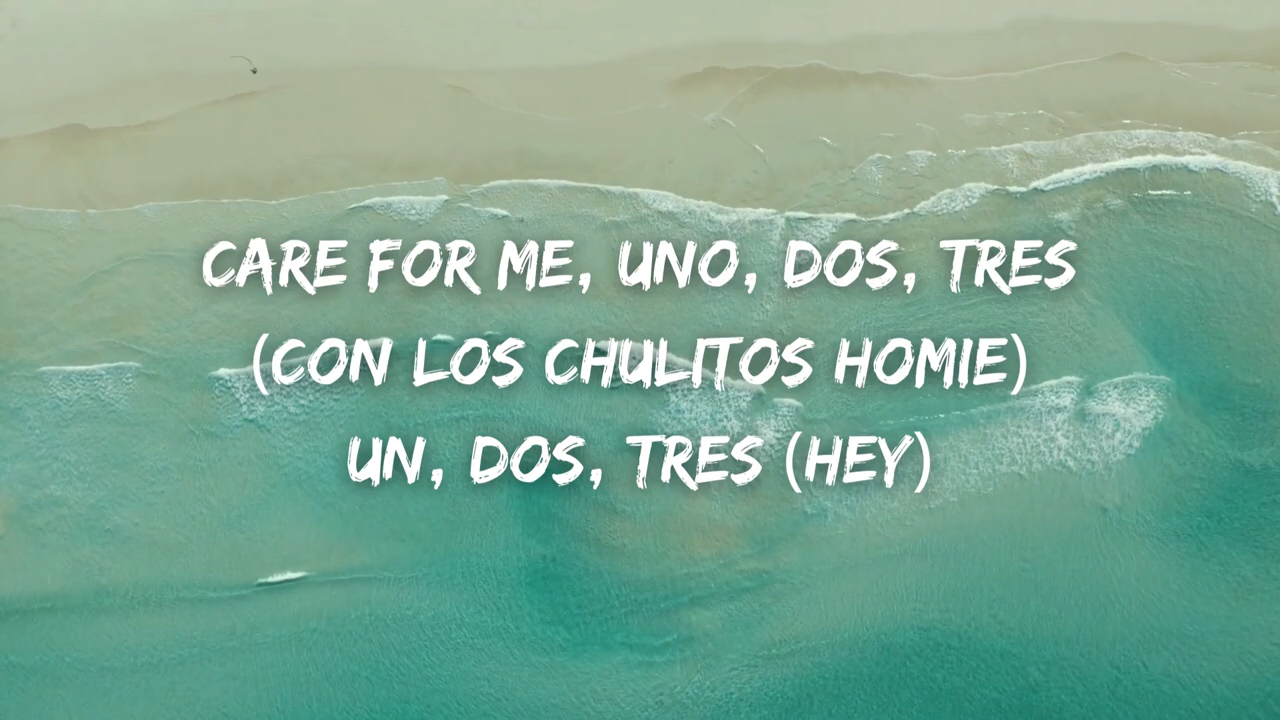 CARE FOR ME, UNO, DOS, TRES
(CON LOS CHULITOS HOMIE)
UN, DOS, TRES (HEY)